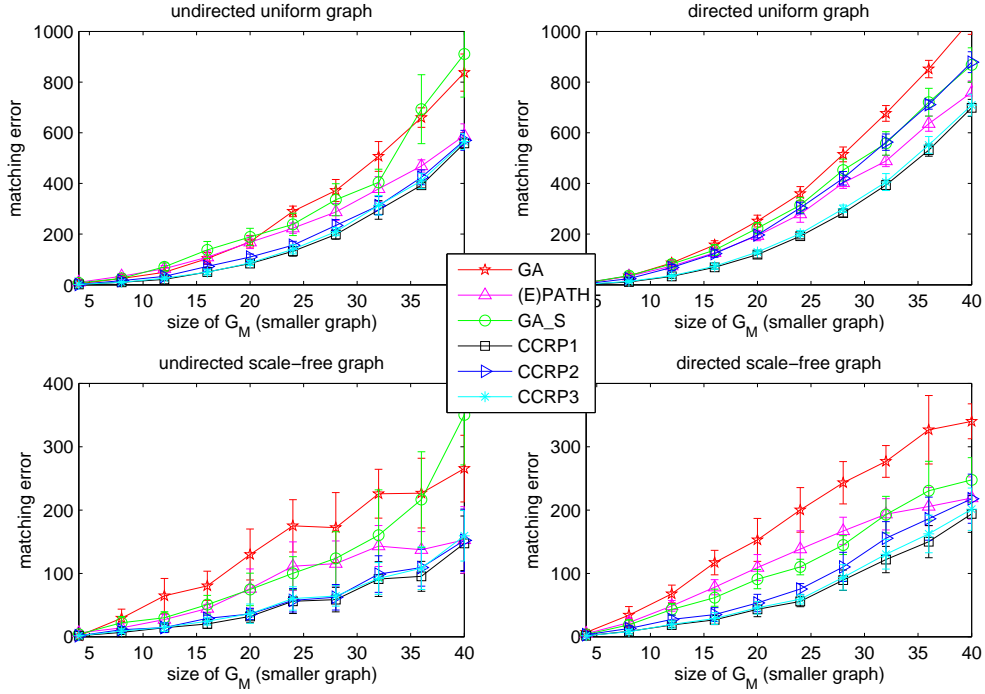 undirected uniform graph
1000
800
600
400
200
0
5 10 15 20 25 30 35 40
matching error
size of G_M (smaller graph)
directed uniform graph
1000
800
600
400
200
0
5 10 15 20 25 30 35 40
matching error
size of G_M (smaller graph)
GA
(E)PATH
GA_S
CCRP1
CCRP2
CCRP3
undirected scale−free graph
400
300
200
100
0
5 10 15 20 25 30 35 40
matching error
size of G_M (smaller graph)
directed scale−free graph
400
300
200
100
0
5 10 15 20 25 30 35 40
matching error
size of G_M (smaller graph)